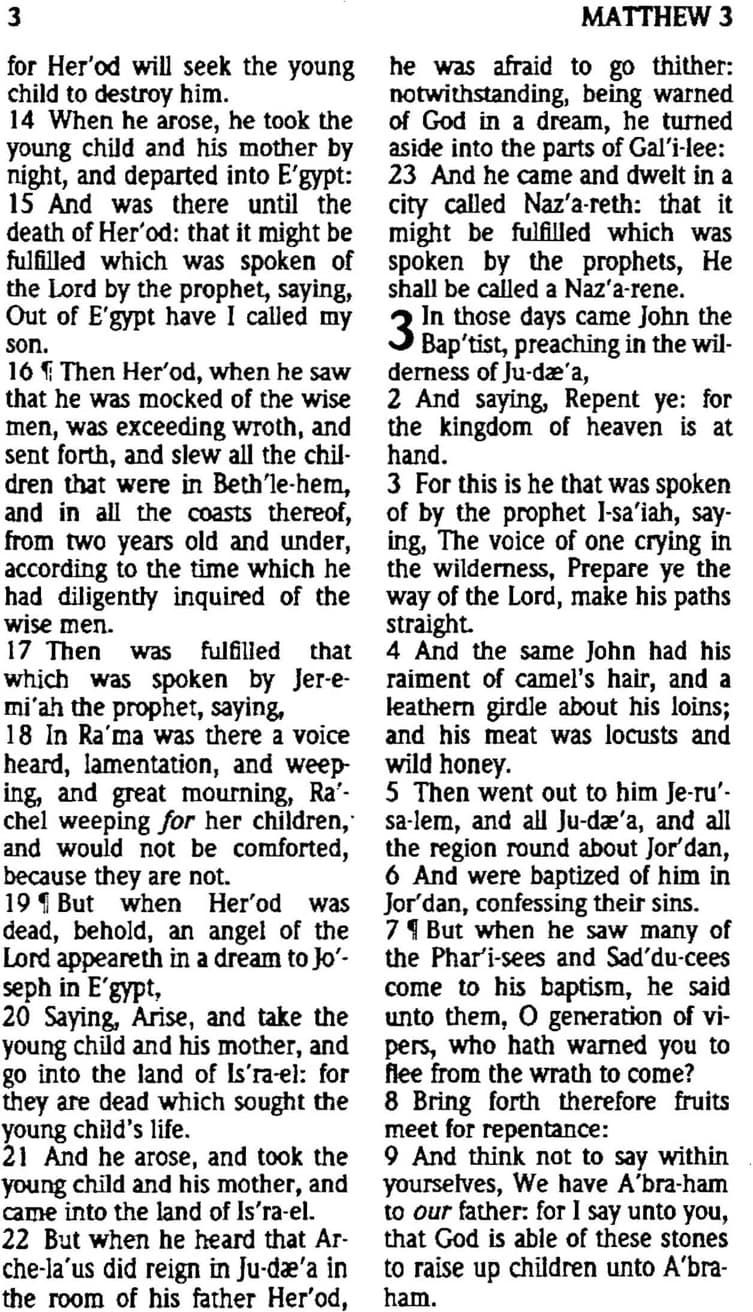 3
MATTHEW 3
for Her′od will seek the young
child to destroy him.
14 When he arose, he took the
young child and his mother by
night, and departed into E′gypt:
15 And was there until the
death of Her′od: that it might be
fulfilled which was spoken of
the Lord by the prophet, saying,
Out of E′gypt have I called my
son.
16 ¶ Then Her′od, when he saw
that he was mocked of the wise
men, was exceeding wroth, and
sent forth, and slew all the chil-
dren that were in Beth′le-hem,
and in all the coasts thereof,
from two years old and under,
according to the time which he
had diligently inquired of the
wise men.
17 Then was fulfilled that
which was spoken by Jer-e-
mi′ah the prophet, saying,
18 In Ra′ma was there a voice
heard, lamentation, and weep-
ing, and great mourning, Ra′-
chel weeping for her children,
and would not be comforted,
because they are not.
19 ¶ But when Her′od was
dead, behold, an angel of the
Lord appeareth in a dream to Jo′-
seph in E′gypt,
20 Saying, Arise, and take the
young child and his mother, and
go into the land of Is′ra-el: for
they are dead which sought the
young child's life.
21 And he arose, and took the
young child and his mother, and
came into the land of Is′ra-el.
22 But when he heard that Ar-
che-la′us did reign in Ju-dæ′a in
the room of his father Her′od,
he was afraid to go thither:
notwithstanding, being warned
of God in a dream, he turned
aside into the parts of Gal′i-lee:
23 And he came and dwelt in a
city called Naz′a-reth: that it
might be fulfilled which was
spoken by the prophets, He
shall be called a Naz′a-rene.
3 In those days came John the
Bap′tist, preaching in the wil-
derness of Ju-dæ′a,
2 And saying, Repent ye: for
the kingdom of heaven is at
hand.
3 For this is he that was spoken
of by the prophet I-sa′iah, say-
ing, The voice of one crying in
the wilderness, Prepare ye the
way of the Lord, make his paths
straight.
4 And the same John had his
raiment of camel's hair, and a
leathern girdle about his loins;
and his meat was locusts and
wild honey.
5 Then went out to him Je-ru′-
sa-lem, and all Ju-dæ′a, and all
the region round about Jor′dan,
6 And were baptized of him in
Jor′dan, confessing their sins.
7 ¶ But when he saw many of
the Phar′i-sees and Sad′du-cees
come to his baptism, he said
unto them, O generation of vi-
pers, who hath warned you to
flee from the wrath to come?
8 Bring forth therefore fruits
meet for repentance:
9 And think not to say within
yourselves, We have A′bra-ham
to our father: for I say unto you,
that God is able of these stones
to raise up children unto A′bra-
ham.